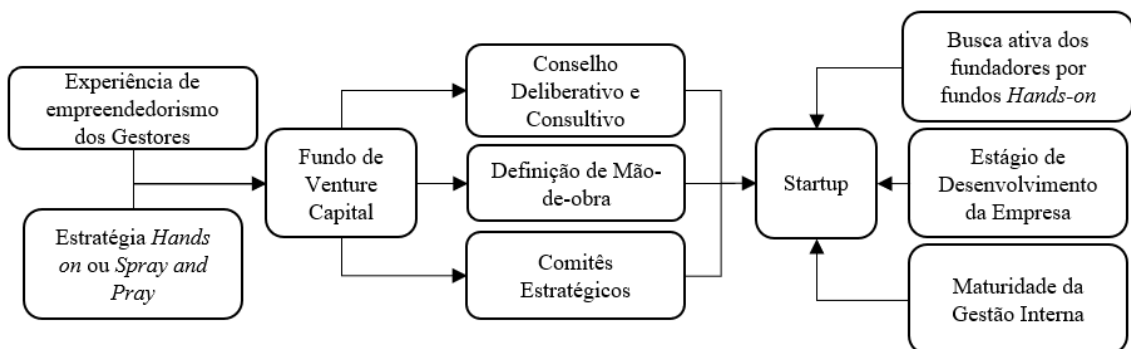 Experiência de
empreendedorismo
dos Gestores
Estratégia Hands
on ou Spray and
Pray
Fundo de
Venture
Capital
Conselho
Deliberativo e
Consultivo
Definição de Mão-
de-obra
Comitês
Estratégicos
Startup
Busca ativa dos
fundadores por
fundos Hands-on
Estágio de
Desenvolvimento
da Empresa
Maturidade da
Gestão Interna